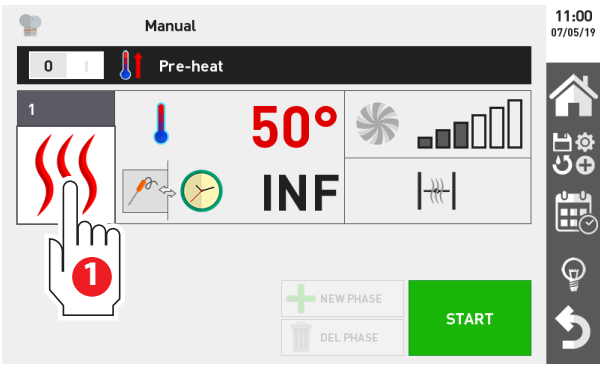 Manual
11:00
07/05/19
0 I Pre-heat
1
50°
INF
1
NEW PHASE
DEL PHASE
START